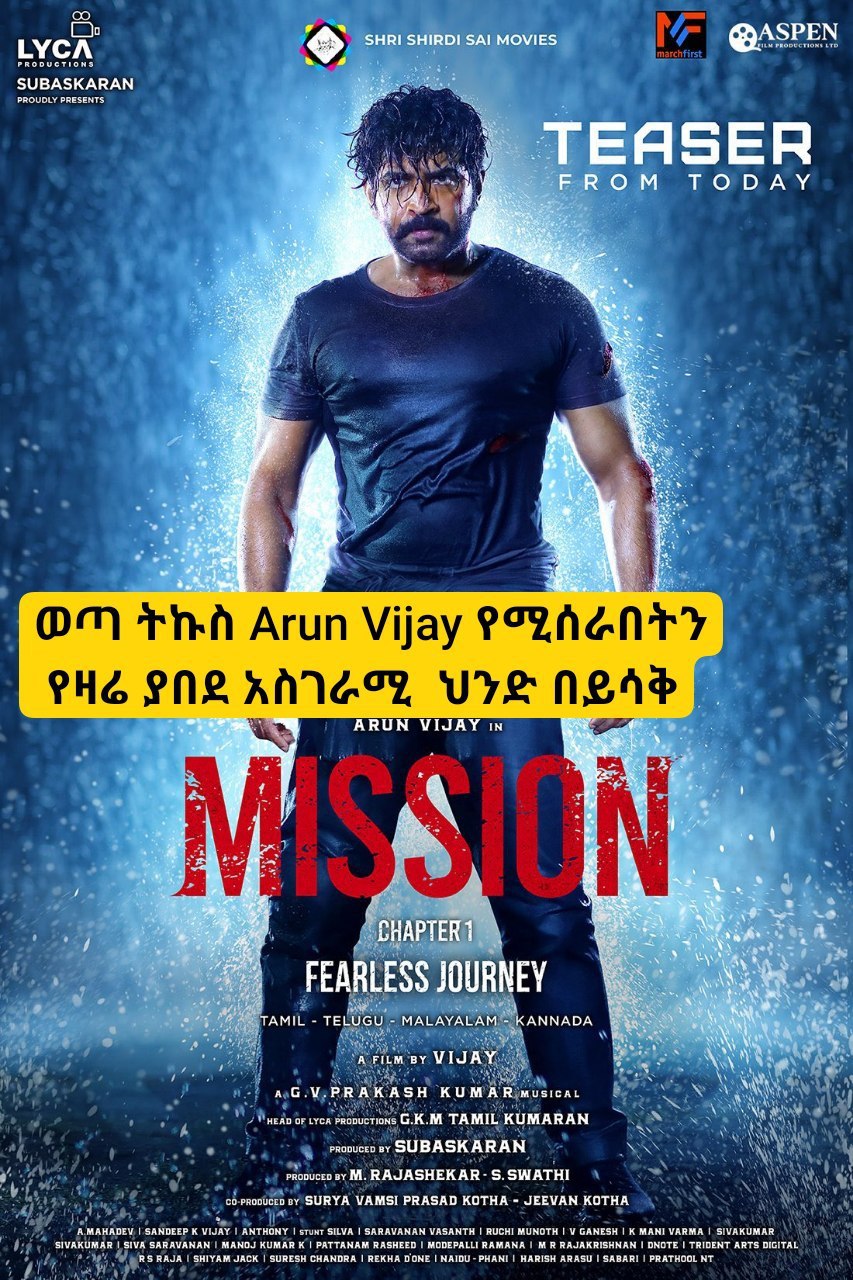 LYCA
PRODUCTIONS
SUBASKARAN
PROUDLY PRESENTS
SHRI SHIRDI SAI MOVIES
MF
marchfirst
ASPEN
FILM PRODUCTIONS LTD
TEASER
FROM TODAY
ወጣ ትኩስ Arun Vijay የሚሰራበትን
የዛሬ ያበደ አስገራሚ ህንድ በይሳቅ
ARUN VIJAY IN
MISSION
CHAPTER 1
FEARLESS JOURNEY
TAMIL - TELUGU - MALAYALAM - KANNADA
A FILM BY VIJAY
A G.V.PRAKASH KUMAR MUSICAL
HEAD OF LYCA PRODUCTIONS G.K.M TAMIL KUMARAN
PRODUCED BY SUBASKARAN
PRODUCED BY M. RAJASHEKAR - S. SWATHI
CO-PRODUCED BY SURYA VAMSI PRASAD KOTHA - JEEVAN KOTHA
A.MAHADEV | SANDEEP K VIJAY | ANTHONY | STUNT SILVA | SARAVANAN VASANTH | RUCHI MUNOTH | V GANESH | K MANI VARMA | SIVAKUMAR
SIVAKUMAR | SIVA SARAVANAN | MANOJ KUMAR K | PATTANAM RASHEED | MODEPALLI RAMANA | M R RAJAKRISHNAN | DNOTE | TRIDENT ARTS DIGITAL
R S RAJA | SHIYAM JACK | SURESH CHANDRA | REKHA D'ONE | NAIDU - PHANI | HARISH ARASU | SABARI | PRATHOOL NT